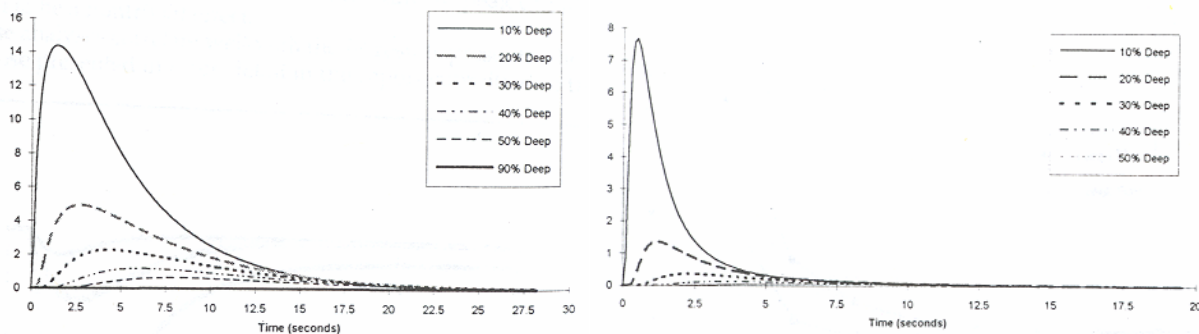 16
14
12
10
8
6
4
2
0
0 2.5 5 7.5 10 12.5 15 17.5 20 22.5 25 27.5 30
Time (seconds)
10% Deep
20% Deep
30% Deep
40% Deep
50% Deep
90% Deep
8
7
6
5
4
3
2
1
0
0 2.5 5 7.5 10 12.5 15 17.5 20
Time (seconds)
10% Deep
20% Deep
30% Deep
40% Deep
50% Deep